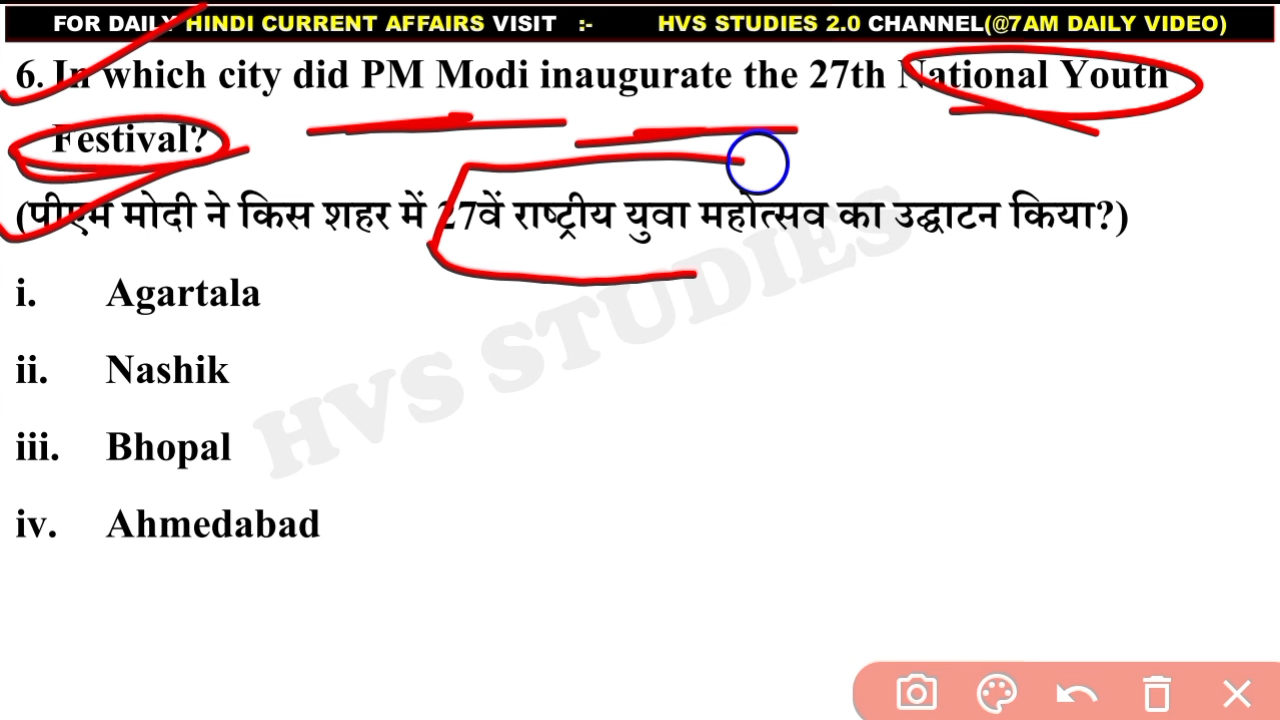 FOR DAILY HINDI CURRENT AFFAIRS VISIT :- HVS STUDIES 2.0 CHANNEL(@7AM DAILY VIDEO)
6. In which city did PM Modi inaugurate the 27th National Youth
Festival?
(पीएम मोदी ने किस शहर में 27वें राष्ट्रीय युवा महोत्सव का उद्घाटन किया?)
i. Agartala
ii. Nashik
iii. Bhopal
iv. Ahmedabad
HVS STUDIES